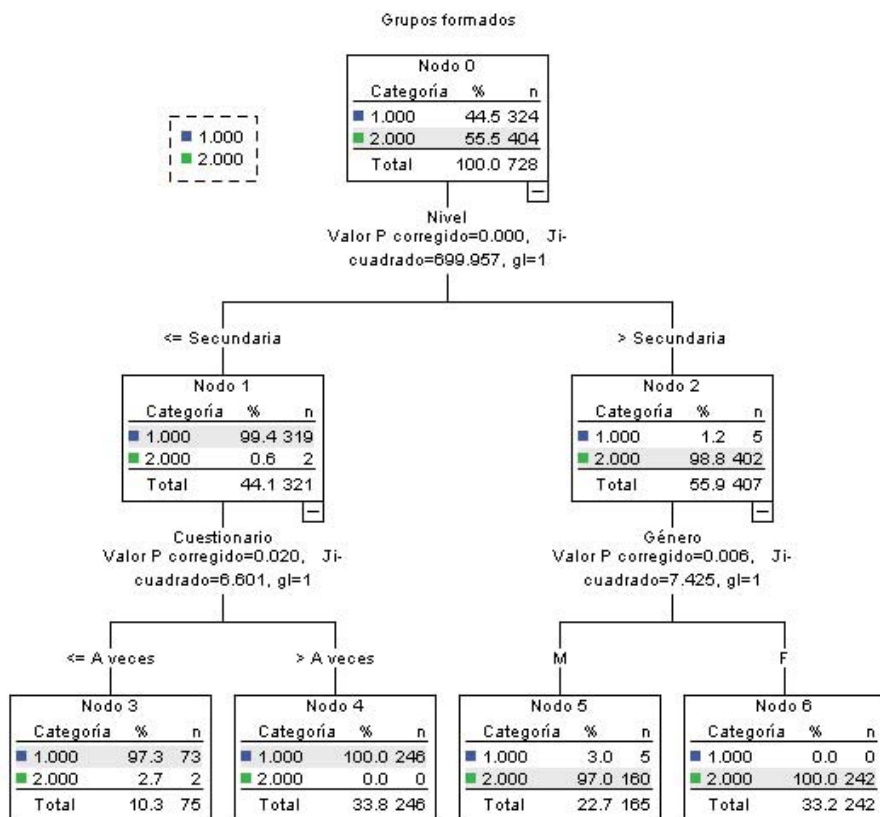 Grupos formados
Nodo 0
Categoría % n
1.000 44.5 324
2.000 55.5 404
Total 100.0 728
1.000
2.000
Nivel
Valor P corregido=0.000, Ji-
cuadrado=699.957, gl=1
<= Secundaria
> Secundaria
Nodo 1
Categoría % n
1.000 99.4 319
2.000 0.6 2
Total 44.1 321
Nodo 2
Categoría % n
1.000 1.2 5
2.000 98.8 402
Total 55.9 407
Cuestionario
Valor P corregido=0.020, Ji-
cuadrado=6.601, gl=1
Género
Valor P corregido=0.006, Ji-
cuadrado=7.425, gl=1
<= A veces
> A veces
M
F
Nodo 3
Categoría % n
1.000 97.3 73
2.000 2.7 2
Total 10.3 75
Nodo 4
Categoría % n
1.000 100.0 246
2.000 0.0 0
Total 33.8 246
Nodo 5
Categoría % n
1.000 3.0 5
2.000 97.0 160
Total 22.7 165
Nodo 6
Categoría % n
1.000 0.0 0
2.000 100.0 242
Total 33.2 242